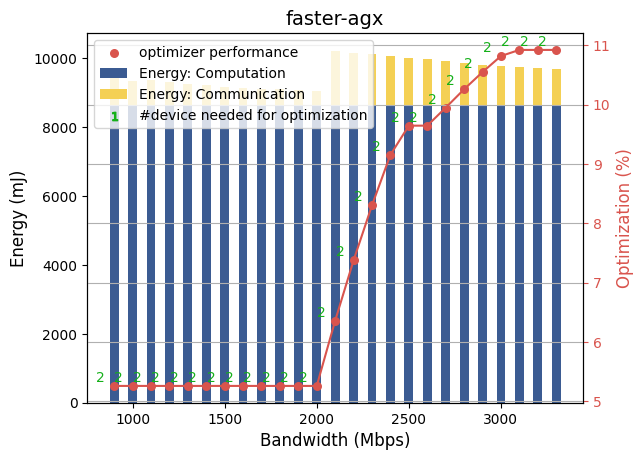 faster-agx
optimizer performance
Energy: Computation
Energy: Communication
1 #device needed for optimization
10000
8000
6000
4000
2000
0
Energy (mJ)
11
10
9
8
7
6
5
Optimization (%)
2 2 2 2 2 2 2 2 2 2 2 2 2 2 2 2 2 2 2 2 2 2 2 2 2
1000 1500 2000 2500 3000
Bandwidth (Mbps)